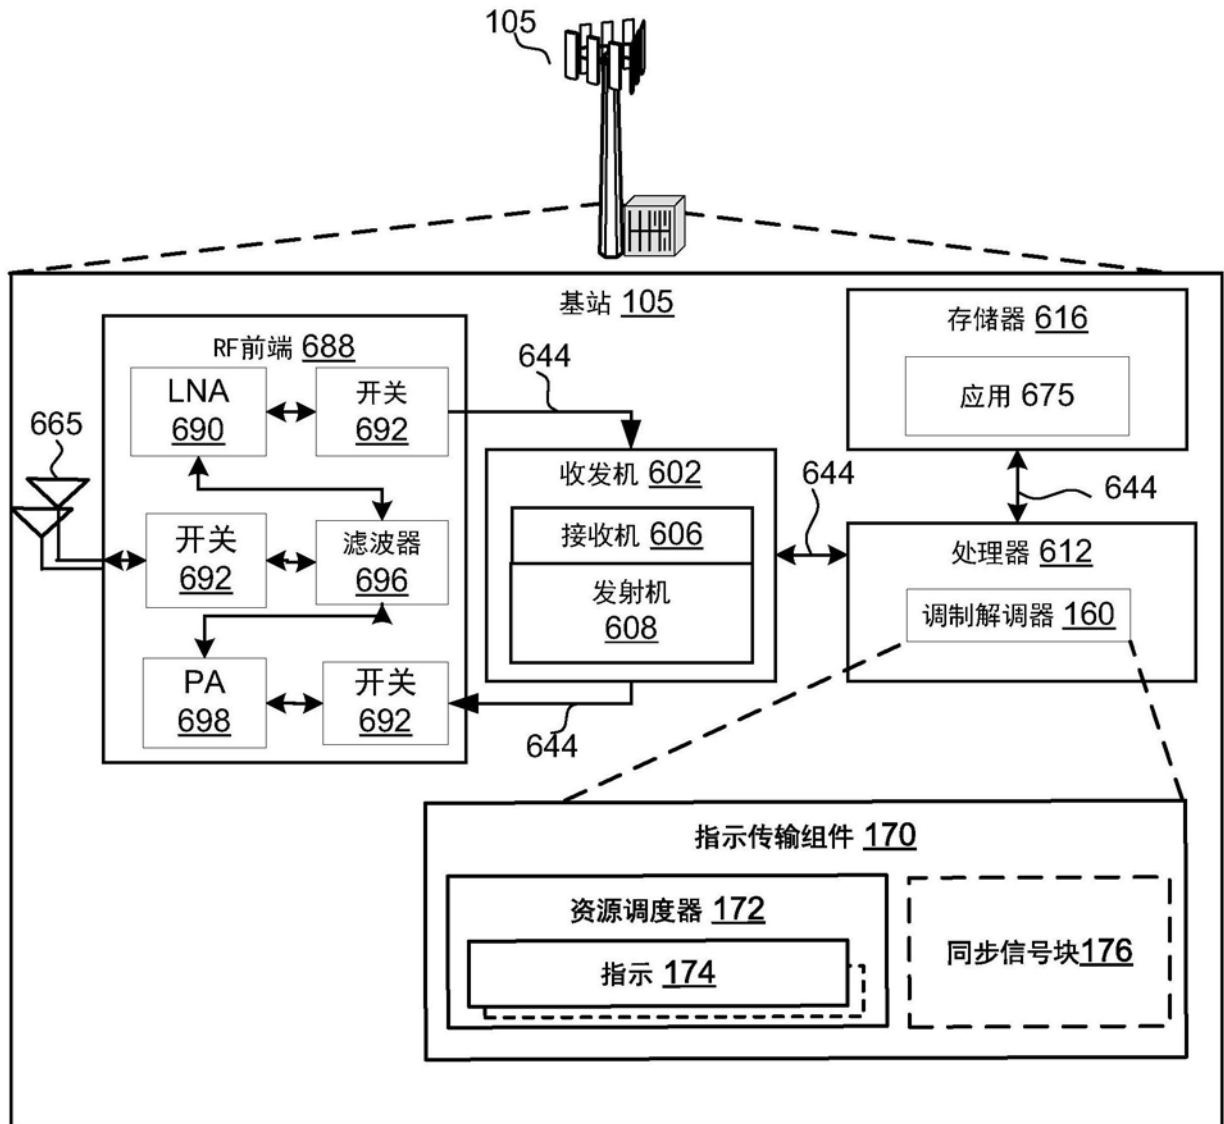 105
基站 105
RF前端 688
LNA
690
开关
692
644
665
开关
692
滤波器
696
PA
698
开关
692
644
收发机 602
接收机 606
发射机
608
644
存储器 616
应用 675
644
处理器 612
调制解调器 160
指示传输组件 170
资源调度器 172
指示 174
同步信号块176